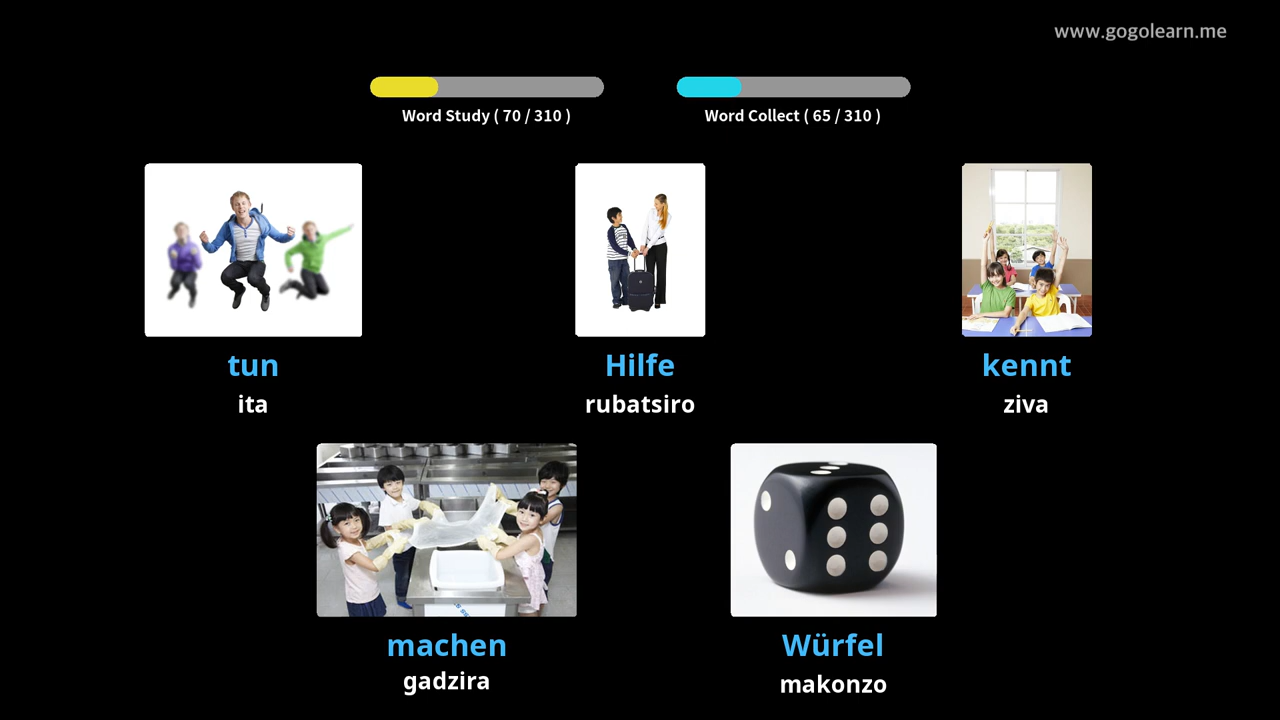 www.gogolearn.me
Word Study ( 70 / 310 )
Word Collect ( 65 / 310 )
tun
ita
Hilfe
rubatsiro
kennt
ziva
machen
gadzira
Würfel
makonzo